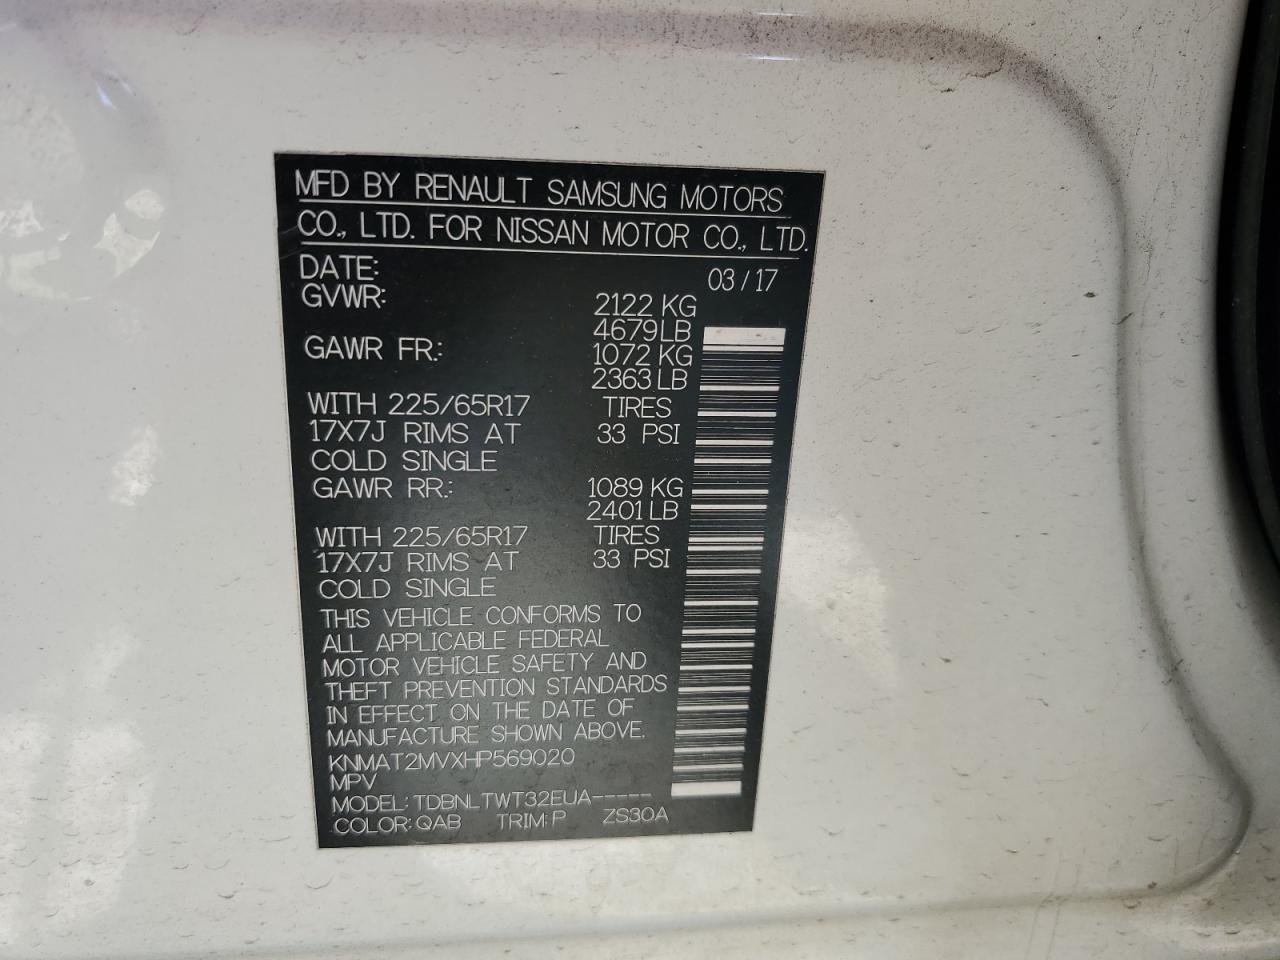 MFD BY RENAULT SAMSUNG MOTORS
CO., LTD. FOR NISSAN MOTOR CO., LTD.
DATE: 03 / 17
GVWR: 2122 KG
4679 LB
GAWR FR.: 1072 KG
2363 LB
WITH 225/65R17 TIRES
17X7J RIMS AT 33 PSI
COLD SINGLE
GAWR RR.: 1089 KG
2401 LB
WITH 225/65R17 TIRES
17X7J RIMS AT 33 PSI
COLD SINGLE
THIS VEHICLE CONFORMS TO
ALL APPLICABLE FEDERAL
MOTOR VEHICLE SAFETY AND
THEFT PREVENTION STANDARDS
IN EFFECT ON THE DATE OF
MANUFACTURE SHOWN ABOVE.
KNMAT2MVXHP569020
MPV
MODEL: TDBNLTWT32EUA-----
COLOR: QAB TRIM: P ZS30A